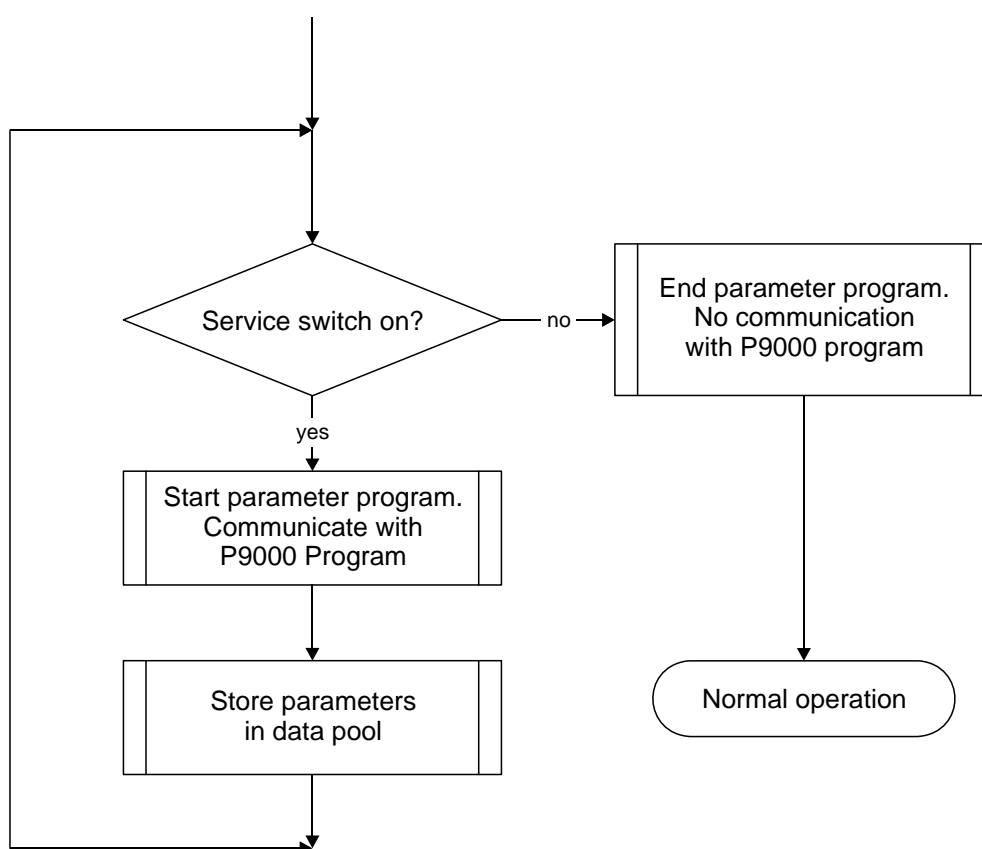 Service switch on?
no
End parameter program.
No communication
with P9000 program
yes
Start parameter program.
Communicate with
P9000 Program
Store parameters
in data pool
Normal operation